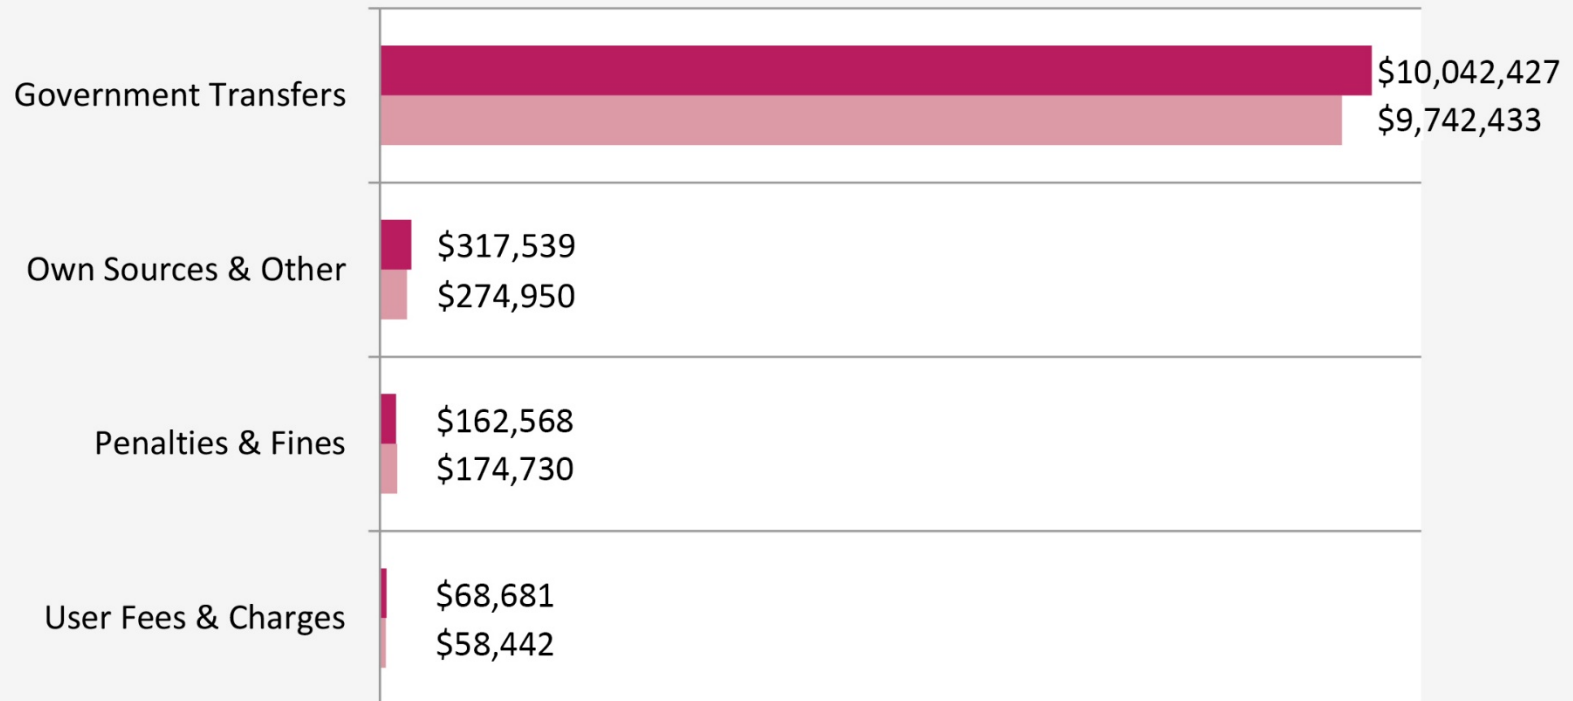 Government Transfers
$10,042,427
$9,742,433
Own Sources & Other
$317,539
$274,950
Penalties & Fines
$162,568
$174,730
User Fees & Charges
$68,681
$58,442